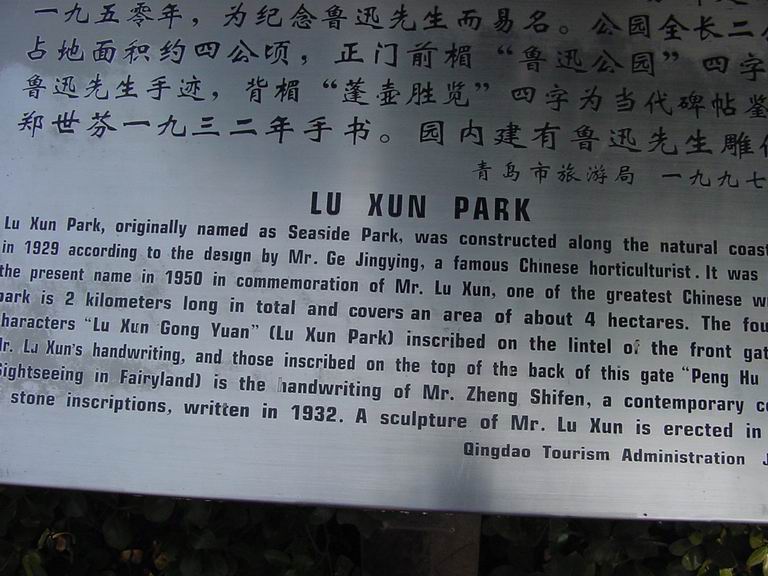 一九五零年，为纪念鲁迅先生而易名。公园全长二
占地面积约四公顷，正门前楣“鲁迅公园”四字
鲁迅先生手迹，背楣“蓬壶胜览”四字为当代碑帖鉴
郑世芬一九三二年手书。园内建有鲁迅先生雕
青岛市旅游局 一九九七
LU XUN PARK
Lu Xun Park, originally named as Seaside Park, was constructed along the natural coast
in 1929 according to the design by Mr. Ge Jingying, a famous Chinese horticulturist. It was
the present name in 1950 in commemoration of Mr. Lu Xun, one of the greatest Chinese w
park is 2 kilometers long in total and covers an area of about 4 hectares. The fou
haracters “Lu Xun Gong Yuan” (Lu Xun Park) inscribed on the lintel of the front gat
Mr. Lu Xun's handwriting, and those inscribed on the top of the back of this gate “Peng Hu
Sightseeing in Fairyland) is the handwriting of Mr. Zheng Shifen, a contemporary c
stone inscriptions, written in 1932. A sculpture of Mr. Lu Xun is erected in
Qingdao Tourism Administration J